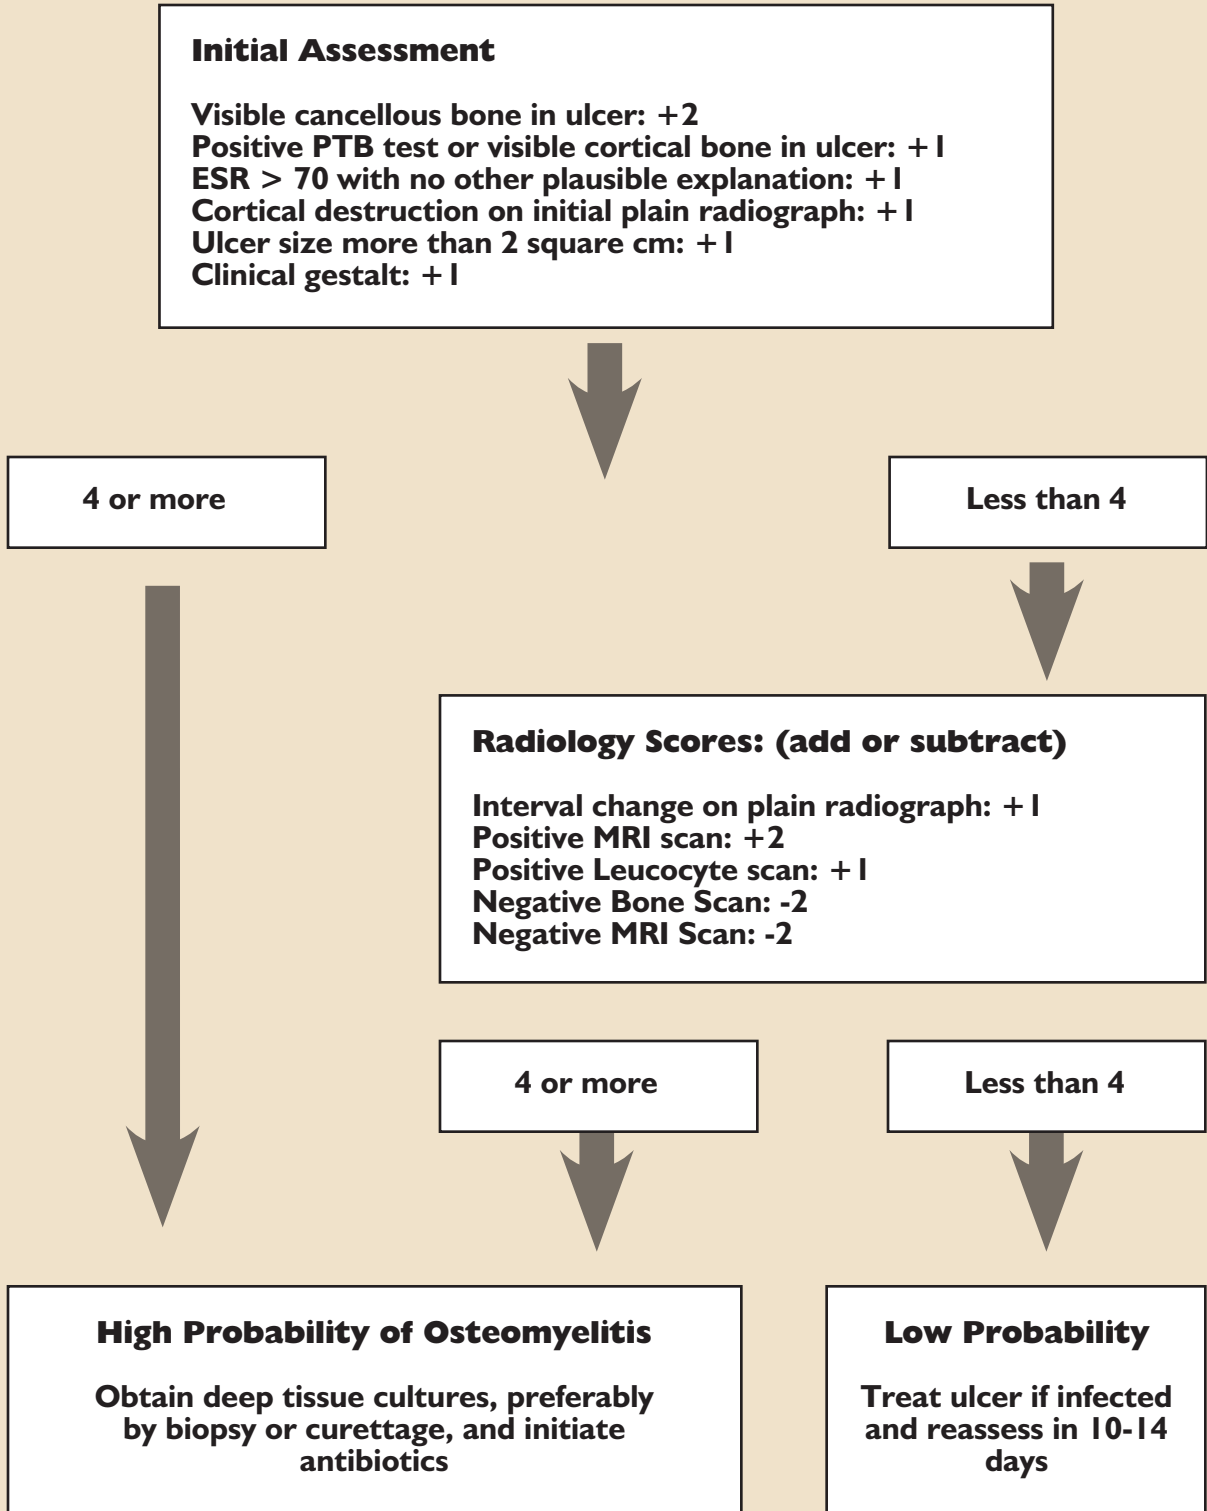 Initial Assessment
Visible cancellous bone in ulcer: +2
Positive PTB test or visible cortical bone in ulcer: +1
ESR > 70 with no other plausible explanation: +1
Cortical destruction on initial plain radiograph: +1
Ulcer size more than 2 square cm: +1
Clinical gestalt: +1
4 or more
Less than 4
Radiology Scores: (add or subtract)
Interval change on plain radiograph: +1
Positive MRI scan: +2
Positive Leucocyte scan: +1
Negative Bone Scan: -2
Negative MRI Scan: -2
4 or more
Less than 4
High Probability of Osteomyelitis
Obtain deep tissue cultures, preferably
by biopsy or curettage, and initiate
antibiotics
Low Probability
Treat ulcer if infected
and reassess in 10-14
days